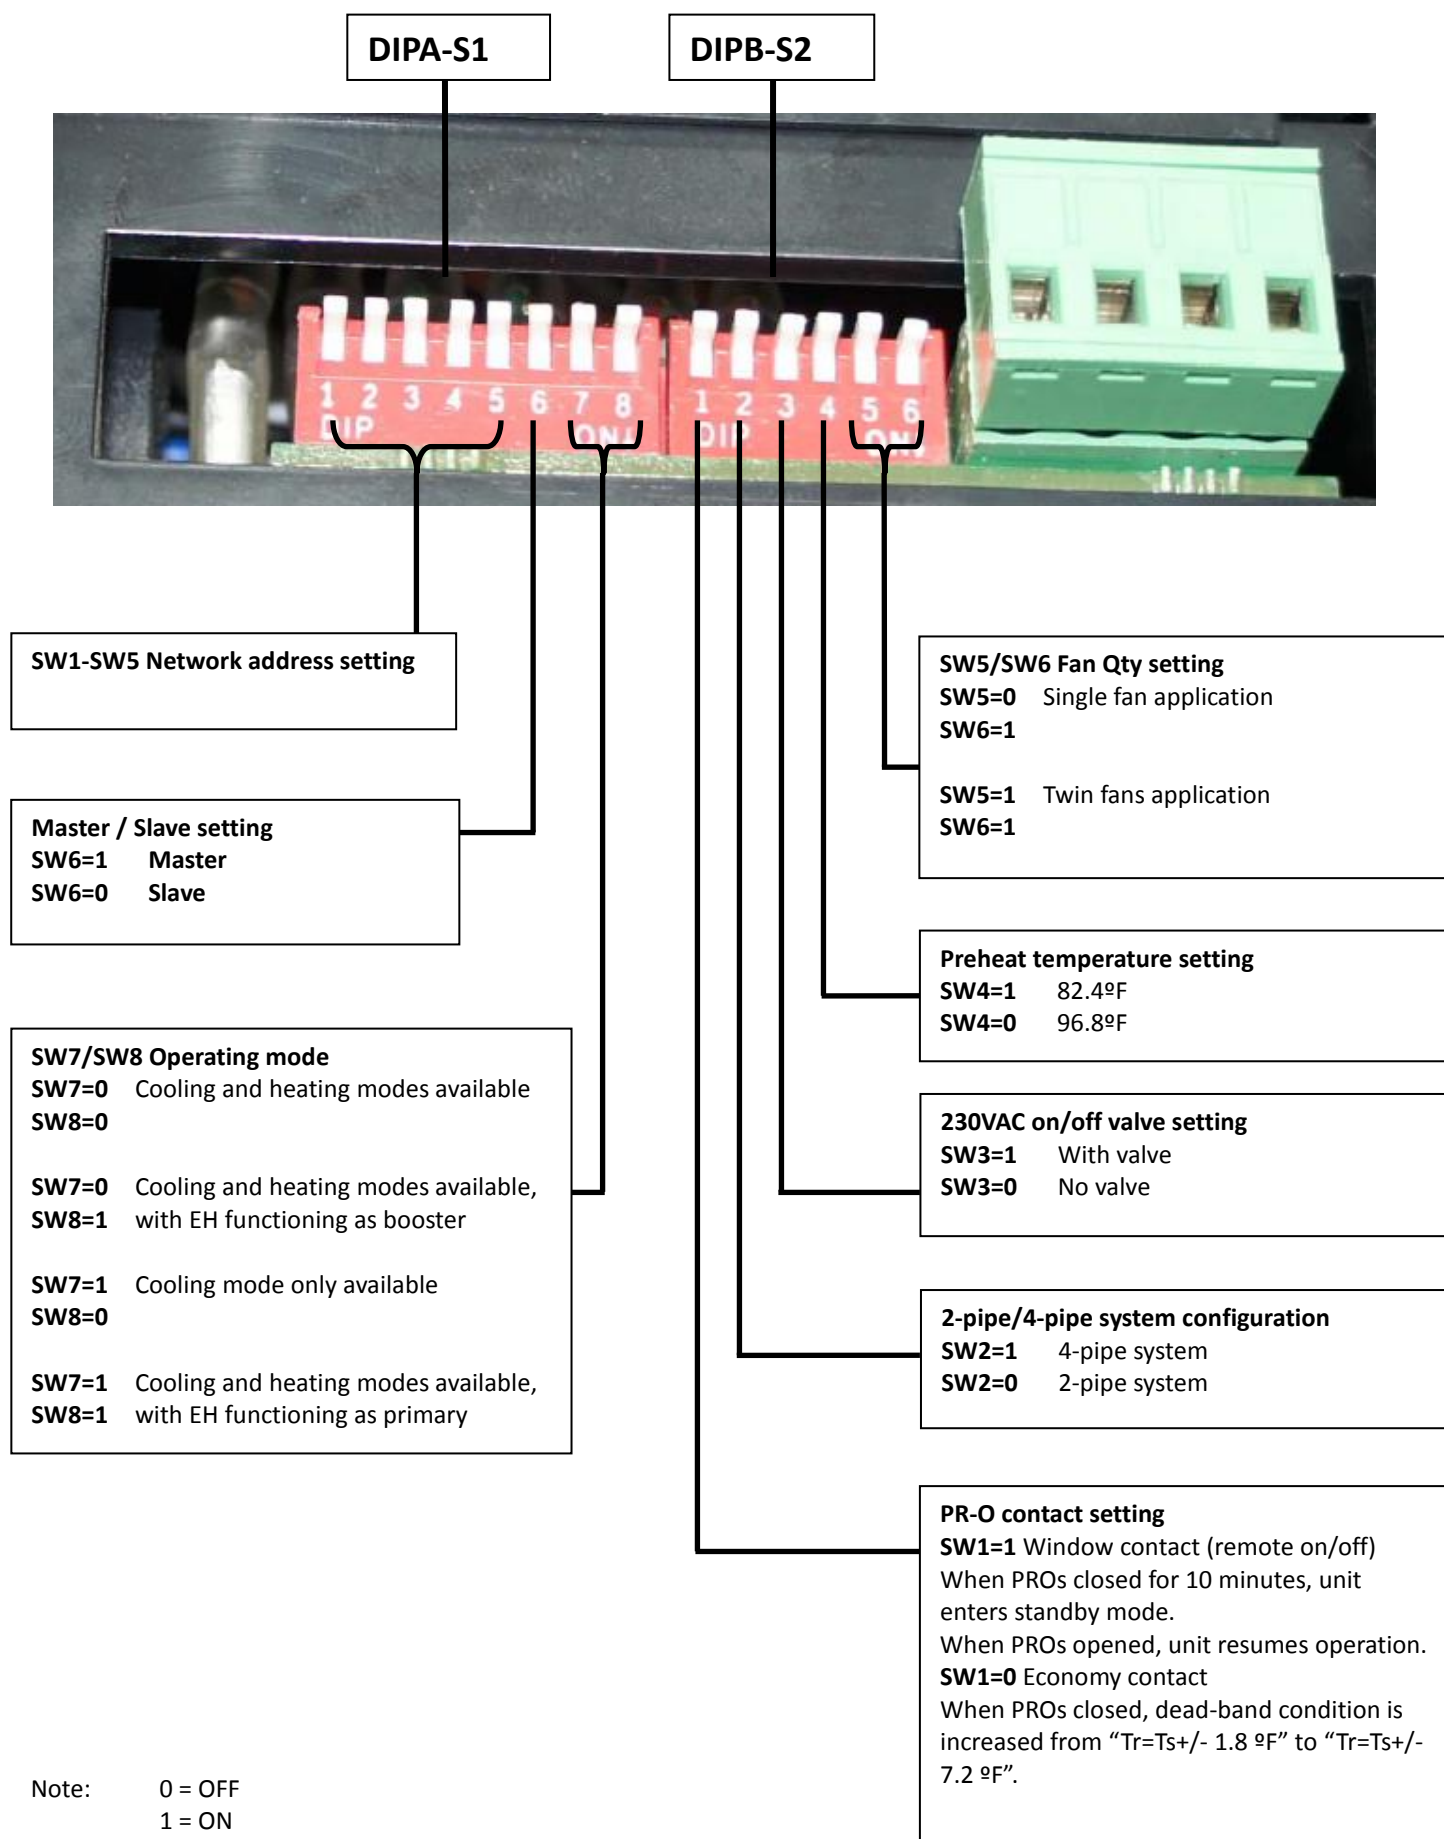 DIPA-S1
DIPB-S2
1 2 3 4 5 6 7 8
DIP ON↓
1 2 3 4 5 6
DIP ON↓
SW1-SW5 Network address setting
Master / Slave setting
SW6=1 Master
SW6=0 Slave
SW7/SW8 Operating mode
SW7=0 Cooling and heating modes available
SW8=0
SW7=0 Cooling and heating modes available,
SW8=1 with EH functioning as booster
SW7=1 Cooling mode only available
SW8=0
SW7=1 Cooling and heating modes available,
SW8=1 with EH functioning as primary
SW5/SW6 Fan Qty setting
SW5=0 Single fan application
SW6=1
SW5=1 Twin fans application
SW6=1
Preheat temperature setting
SW4=1 82.4ºF
SW4=0 96.8ºF
230VAC on/off valve setting
SW3=1 With valve
SW3=0 No valve
2-pipe/4-pipe system configuration
SW2=1 4-pipe system
SW2=0 2-pipe system
PR-O contact setting
SW1=1 Window contact (remote on/off)
When PROs closed for 10 minutes, unit
enters standby mode.
When PROs opened, unit resumes operation.
SW1=0 Economy contact
When PROs closed, dead-band condition is
increased from “Tr=Ts+/- 1.8 ºF” to “Tr=Ts+/-
7.2 ºF”.
Note: 0 = OFF
1 = ON